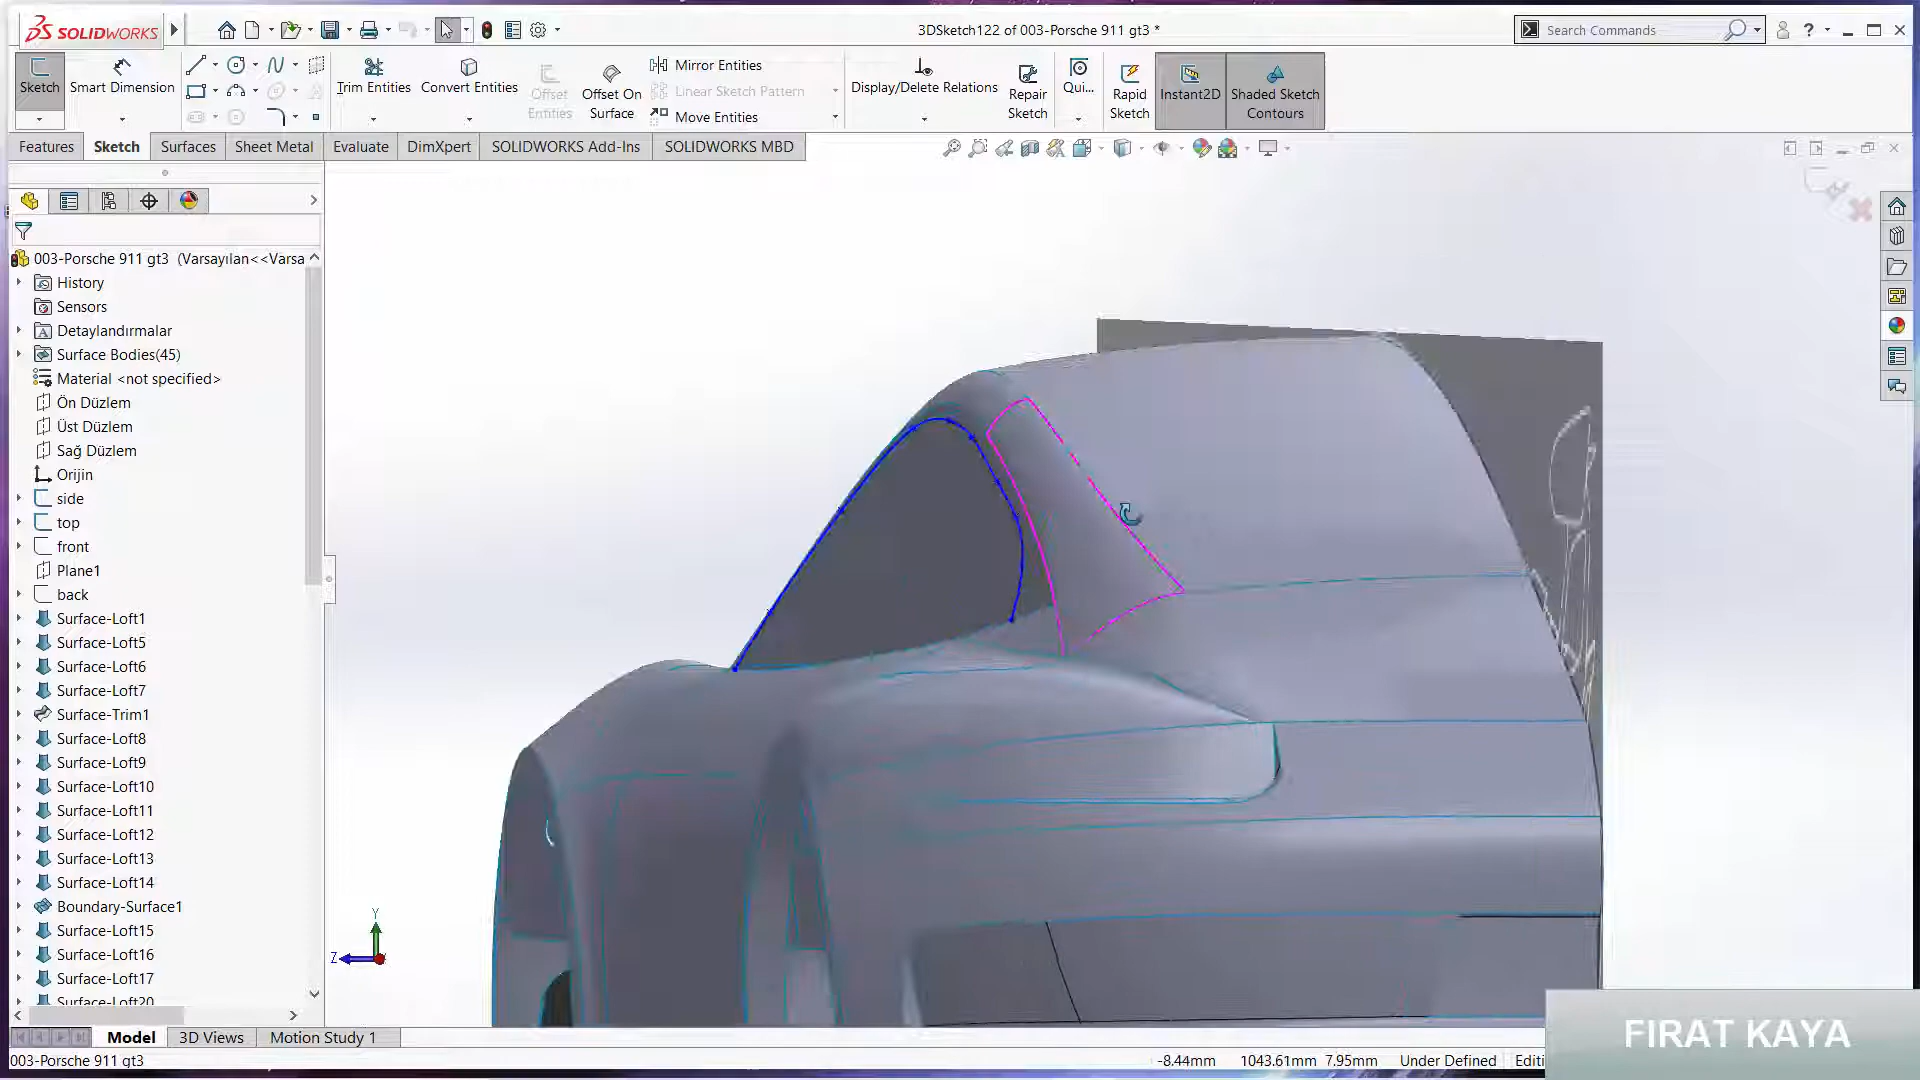 SOLIDWORKS
3DSketch122 of 003-Porsche 911 gt3 *
Search Commands
Sketch
Smart Dimension
Trim Entities
Convert Entities
Offset Entities
Offset On Surface
Mirror Entities
Linear Sketch Pattern
Move Entities
Display/Delete Relations
Repair Sketch
Qui...
Rapid Sketch
Instant2D
Shaded Sketch Contours
Features
Sketch
Surfaces
Sheet Metal
Evaluate
DimXpert
SOLIDWORKS Add-Ins
SOLIDWORKS MBD
003-Porsche 911 gt3 (Varsayılan<<Varsa
History
Sensors
Detaylandırmalar
Surface Bodies(45)
Material <not specified>
Ön Düzlem
Üst Düzlem
Sağ Düzlem
Orijin
side
top
front
Plane1
back
Surface-Loft1
Surface-Loft5
Surface-Loft6
Surface-Loft7
Surface-Trim1
Surface-Loft8
Surface-Loft9
Surface-Loft10
Surface-Loft11
Surface-Loft12
Surface-Loft13
Surface-Loft14
Boundary-Surface1
Surface-Loft15
Surface-Loft16
Surface-Loft17
Surface-Loft20
Y
Z
Model
3D Views
Motion Study 1
003-Porsche 911 gt3
-8.44mm
1043.61mm
7.95mm
Under Defined
Editi
FIRAT KAYA